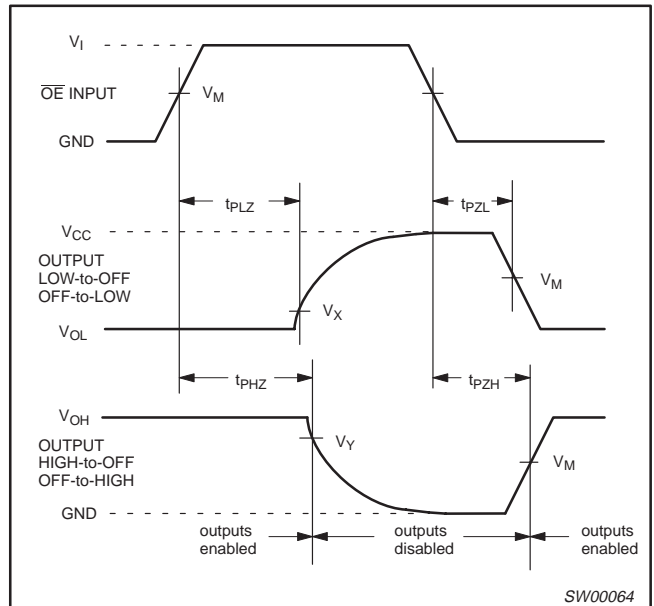 V_I
OE INPUT
V_M
GND
t_PLZ
t_PZL
V_CC
OUTPUT
LOW-to-OFF
OFF-to-LOW
V_M
V_X
V_OL
t_PHZ
t_PZH
V_OH
V_Y
OUTPUT
HIGH-to-OFF
OFF-to-HIGH
V_M
GND
outputs
enabled
outputs
disabled
outputs
enabled
SW00064